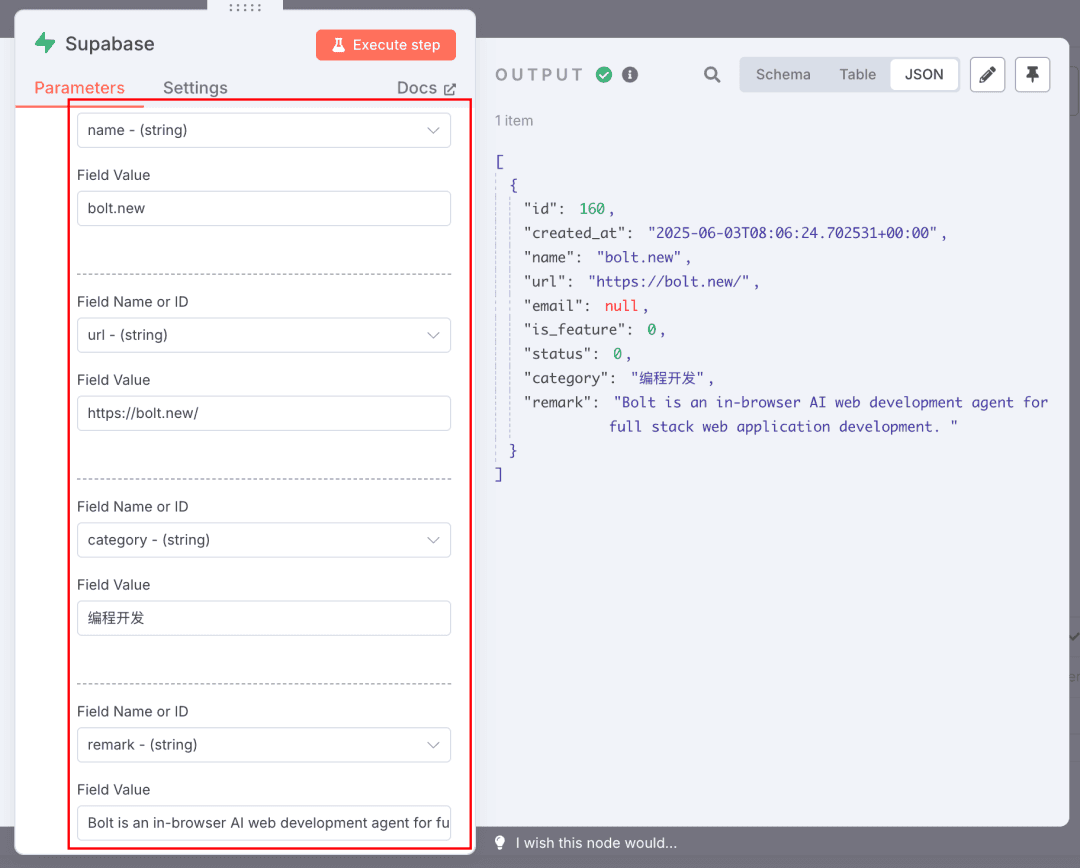 Supabase
Execute step
Parameters Settings Docs
name - (string)
Field Value
bolt.new
Field Name or ID
url - (string)
Field Value
https://bolt.new/
Field Name or ID
category - (string)
Field Value
编程开发
Field Name or ID
remark - (string)
Field Value
Bolt is an in-browser AI web development agent for fu
OUTPUT
Schema Table JSON
1 item
[
{
"id": 160,
"created_at": "2025-06-03T08:06:24.702531+00:00",
"name": "bolt.new",
"url": "https://bolt.new/",
"email": null,
"is_feature": 0,
"status": 0,
"category": "编程开发",
"remark": "Bolt is an in-browser AI web development agent for
full stack web application development. "
}
]
I wish this node would...